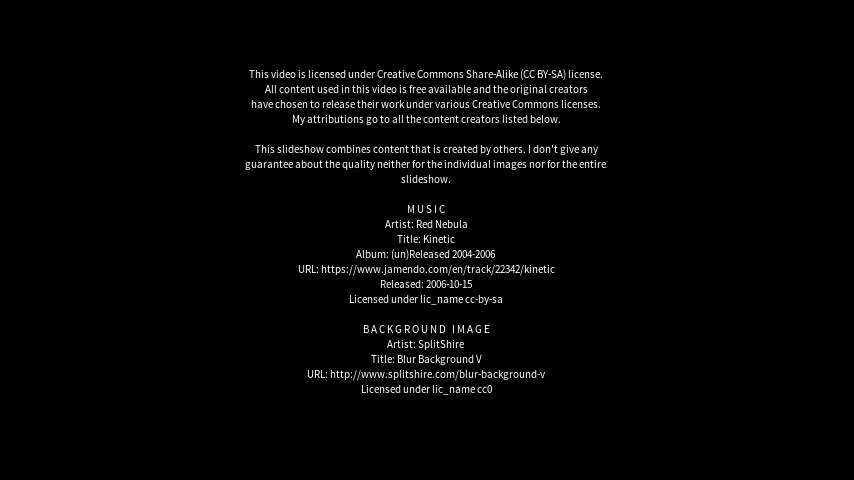 This video is licensed under Creative Commons Share-Alike (CC BY-SA) license.
All content used in this video is free available and the original creators
have chosen to release their work under various Creative Commons licenses.
My attributions go to all the content creators listed below.
This slideshow combines content that is created by others. I don't give any
guarantee about the quality neither for the individual images nor for the entire
slideshow.
MUSIC
Artist: Red Nebula
Title: Kinetic
Album: (un)Released 2004-2006
URL: https://www.jamendo.com/en/track/22342/kinetic
Released: 2006-10-15
Licensed under lic_name cc-by-sa
BACKGROUND IMAGE
Artist: SplitShire
Title: Blur Background V
URL: http://www.splitshire.com/blur-background-v
Licensed under lic_name cc0